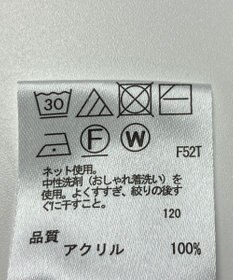 30
F W F52T
ネット使用。
中性洗剤(おしゃれ着洗い)を
使用。よくすすぎ、絞りの後す
ぐに干すこと。
120
品質
アクリル 100%